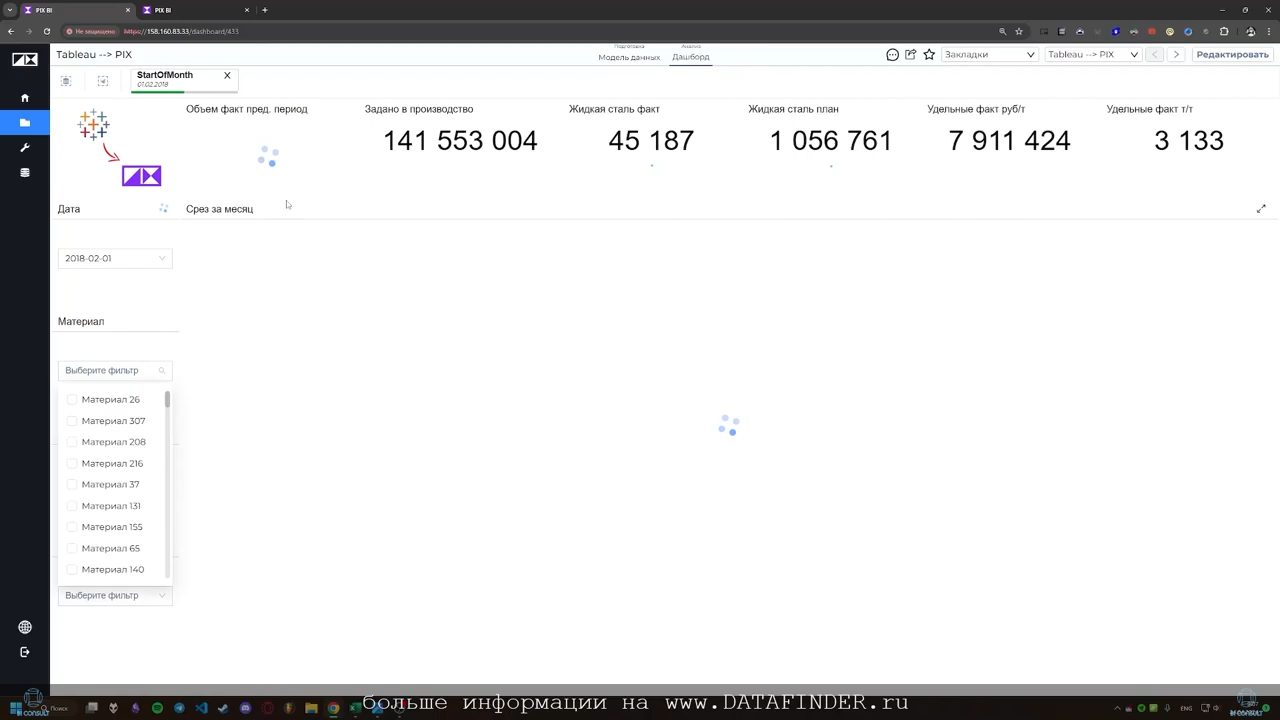 PIX BI
PIX BI
Не защищено
https://158.160.83.33/dashboard/433
Tableau --> PIX
Подготовка
Модель данных
Анализ
Дашборд
Закладки
Tableau --> PIX
Редактировать
StartOfMonth
01.02.2018
Объем факт пред. период
Задано в производство
Жидкая сталь факт
Жидкая сталь план
Удельные факт руб/т
Удельные факт т/т
141 553 004
45 187
1 056 761
7 911 424
3 133
Дата
Срез за месяц
2018-02-01
Материал
Выберите фильтр
Материал 26
Материал 307
Материал 208
Материал 216
Материал 37
Материал 131
Материал 155
Материал 65
Материал 140
Выберите фильтр
больше информации на www.DATAFINDER.ru
Поиск
ENG